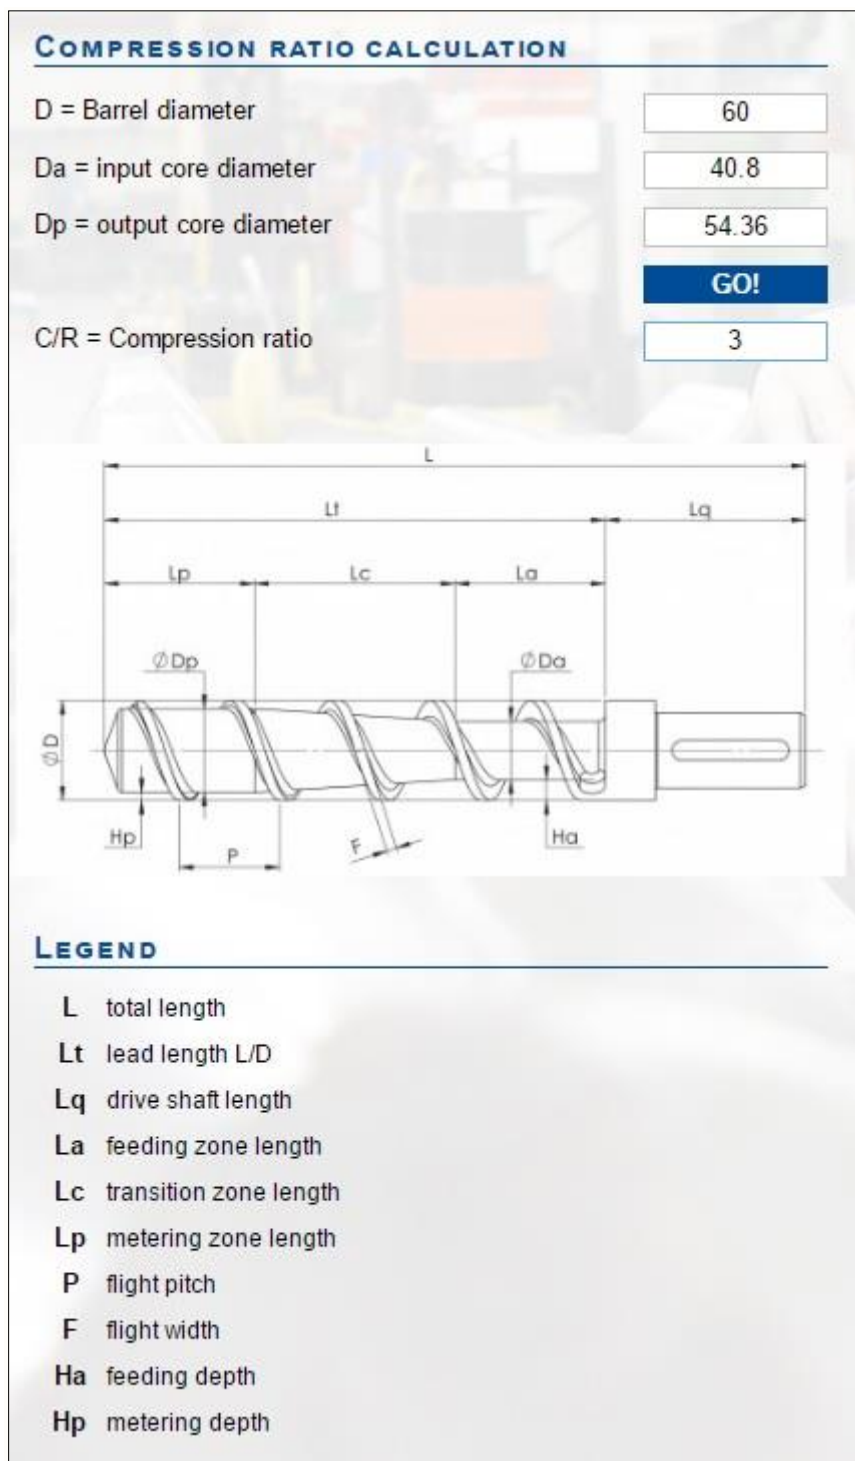 COMPRESSION RATIO CALCULATION
D = Barrel diameter 60
Da = input core diameter 40.8
Dp = output core diameter 54.36
GO!
C/R = Compression ratio 3
L
Lt Lq
Lp Lc La
∅Dp ∅Da
∅D
Hp P F Ha
LEGEND
L total length
Lt lead length L/D
Lq drive shaft length
La feeding zone length
Lc transition zone length
Lp metering zone length
P flight pitch
F flight width
Ha feeding depth
Hp metering depth